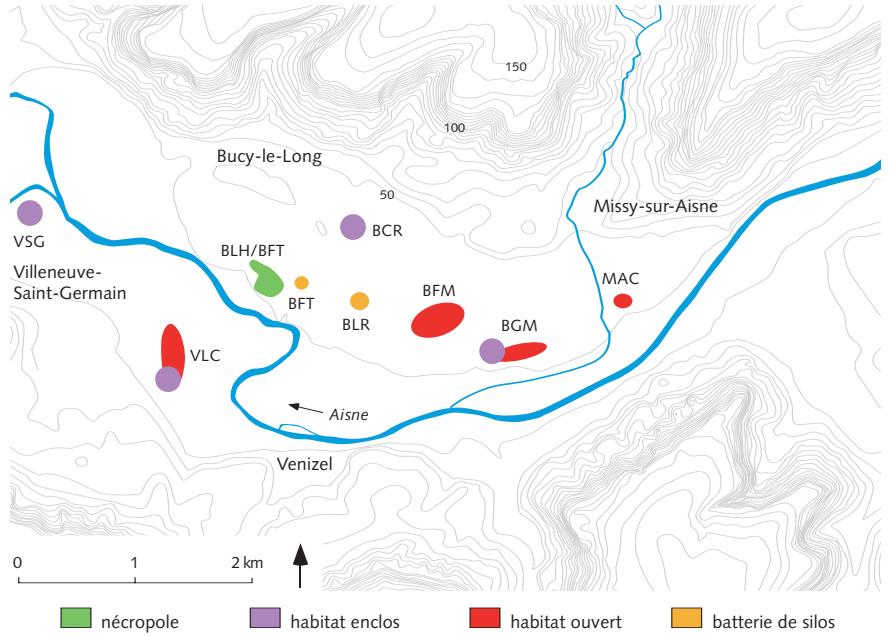 150
100
Bucy-le-Long
50
Missy-sur-Aisne
BCR
VSG
BLH/BFT
Villeneuve-
Saint-Germain
MAC
BFT
BFM
BLR
BGM
VLC
Aisne
Venizel
0 1 2 km
nécropole habitat enclos habitat ouvert batterie de silos